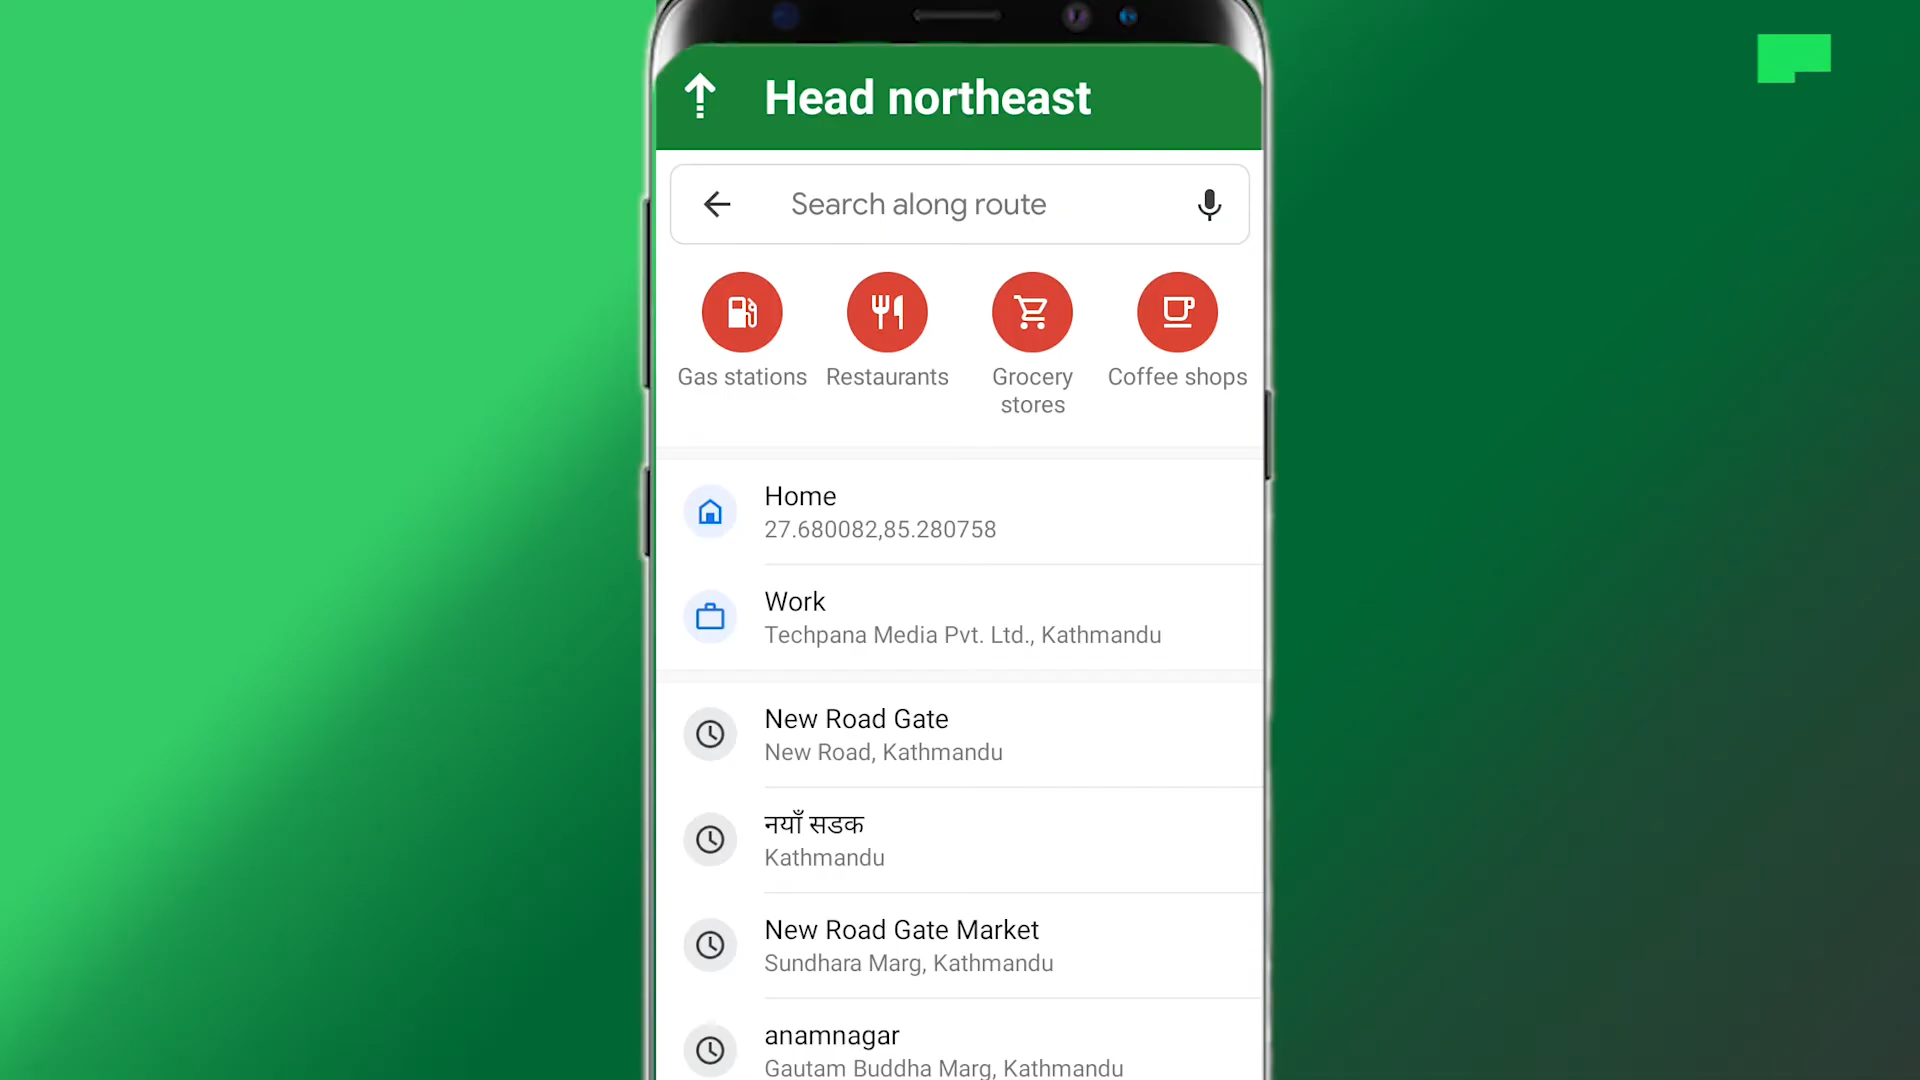 Head northeast
Search along route
Gas stations
Restaurants
Grocery
stores
Coffee shops
Home
27.680082,85.280758
Work
Techpana Media Pvt. Ltd., Kathmandu
New Road Gate
New Road, Kathmandu
नयाँ सडक
Kathmandu
New Road Gate Market
Sundhara Marg, Kathmandu
anamnagar
Gautam Buddha Marg, Kathmandu